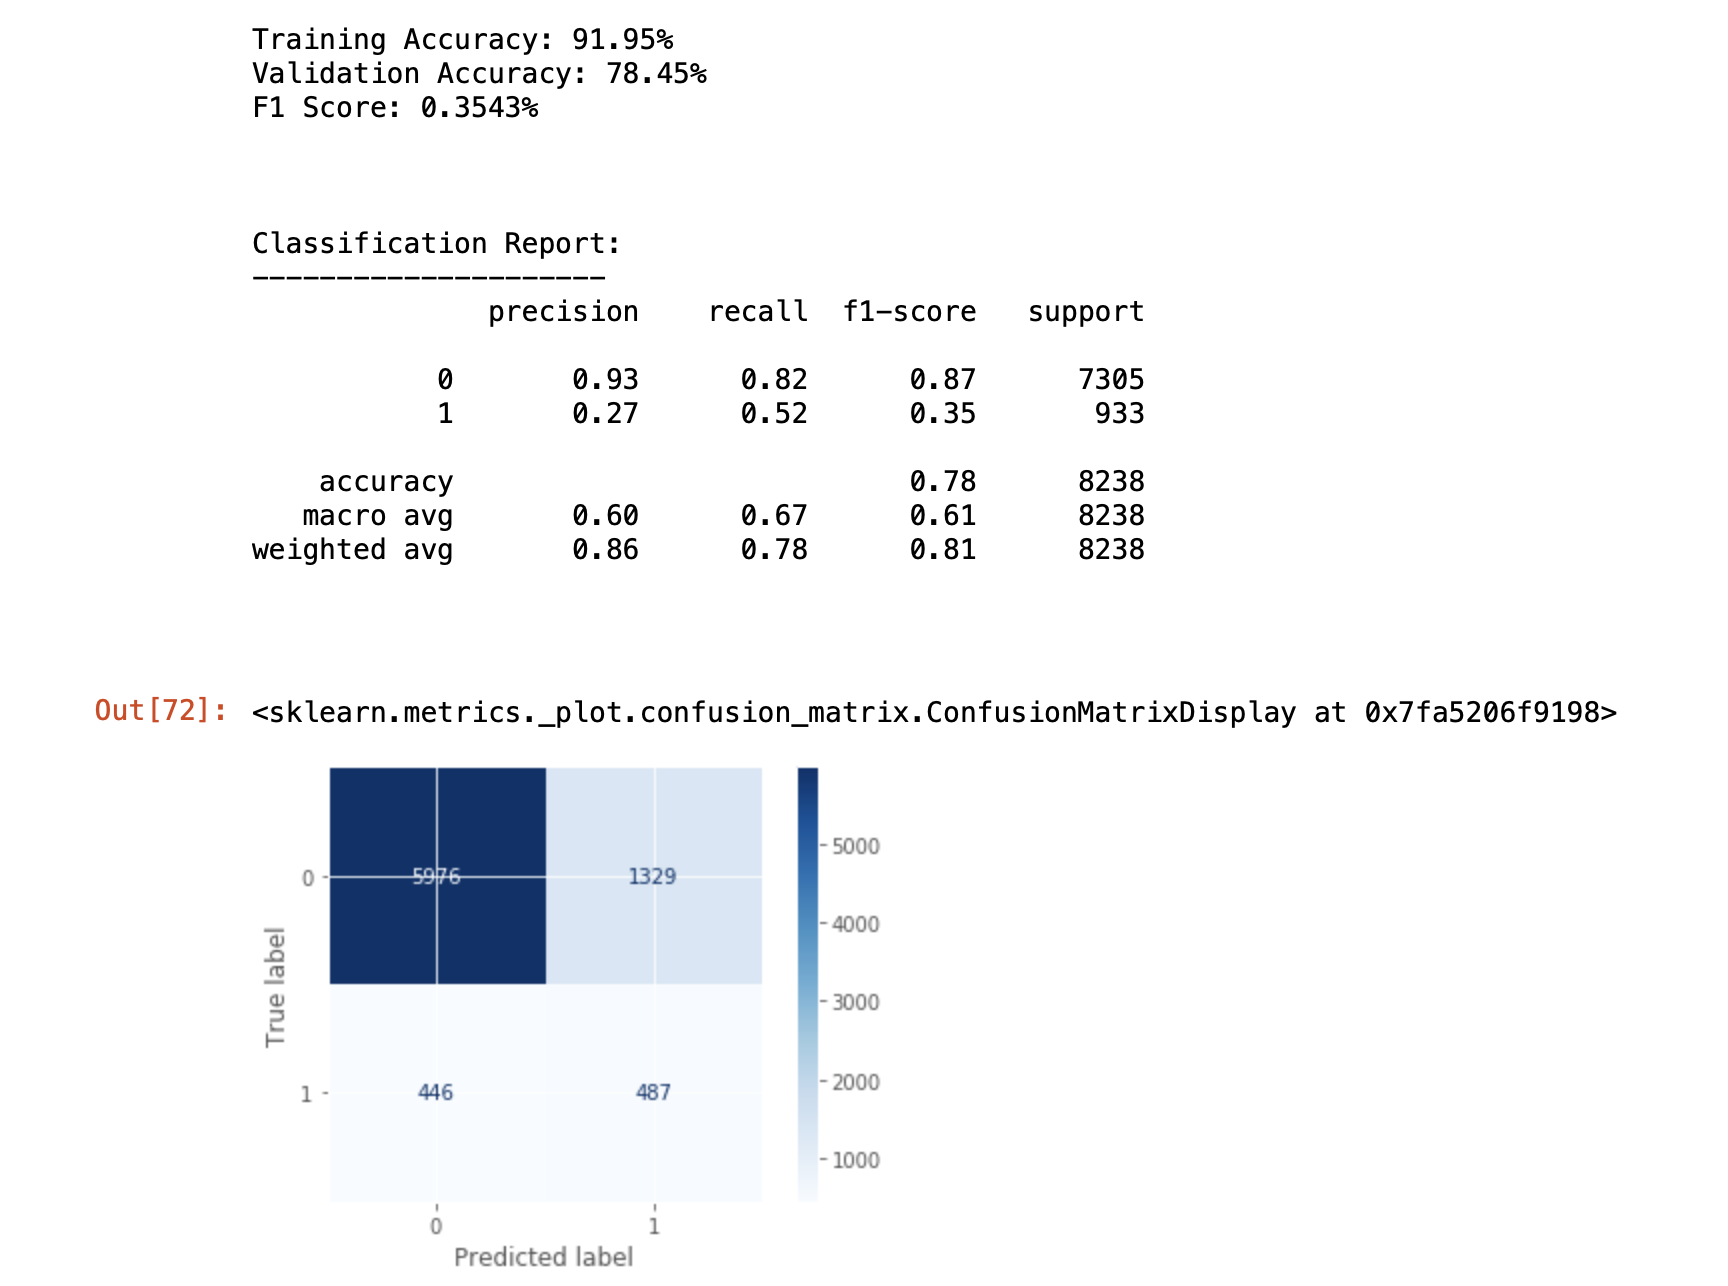 Training Accuracy: 91.95%
Validation Accuracy: 78.45%
F1 Score: 0.3543%
Classification Report:
---------------------
precision recall f1-score support
0 0.93 0.82 0.87 7305
1 0.27 0.52 0.35 933
accuracy 0.78 8238
macro avg 0.60 0.67 0.61 8238
weighted avg 0.86 0.78 0.81 8238
Out[72]: <sklearn.metrics._plot.confusion_matrix.ConfusionMatrixDisplay at 0x7fa5206f9198>
5000
0 5976 1329
4000
True label
3000
2000
1 446 487
1000
0 1
Predicted label